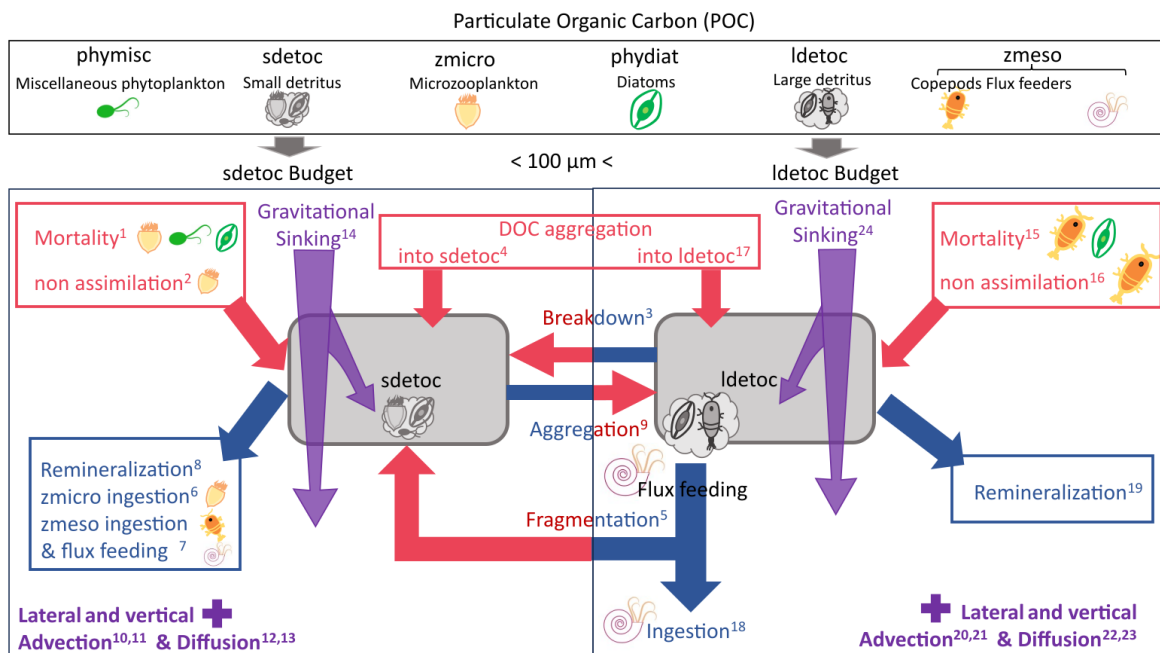 Particulate Organic Carbon (POC)
phymisc
Miscellaneous phytoplankton
sdetoc
Small detritus
zmicro
Microzooplankton
phydiat
Diatoms
ldetoc
Large detritus
zmeso
Copepods Flux feeders
< 100 µm <
sdetoc Budget
ldetoc Budget
Mortality¹
non assimilation²
Gravitational
Sinking¹⁴
DOC aggregation
into sdetoc⁴
into ldetoc¹⁷
Gravitational
Sinking²⁴
Mortality¹⁵
non assimilation¹⁶
Breakdown³
sdetoc
ldetoc
Aggregation⁹
Flux feeding
Fragmentation⁵
Remineralization⁸
zmicro ingestion⁶
zmeso ingestion
& flux feeding ⁷
Remineralization¹⁹
Ingestion¹⁸
Lateral and vertical
Advection¹⁰,¹¹ & Diffusion¹²,¹³
Lateral and vertical
Advection²⁰,²¹ & Diffusion²²,²³